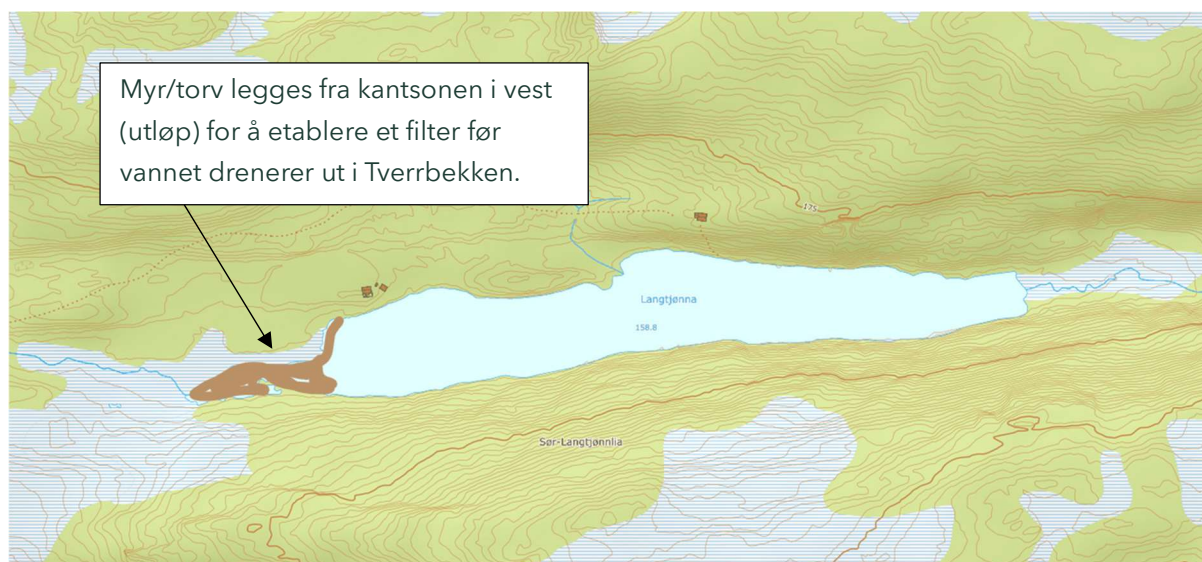 Myr/torv legges fra kantsonen i vest
(utløp) for å etablere et filter før
vannet drenerer ut i Tverrbekken.
175
Langtjønna
158.8
Sør-Langtjønnlia